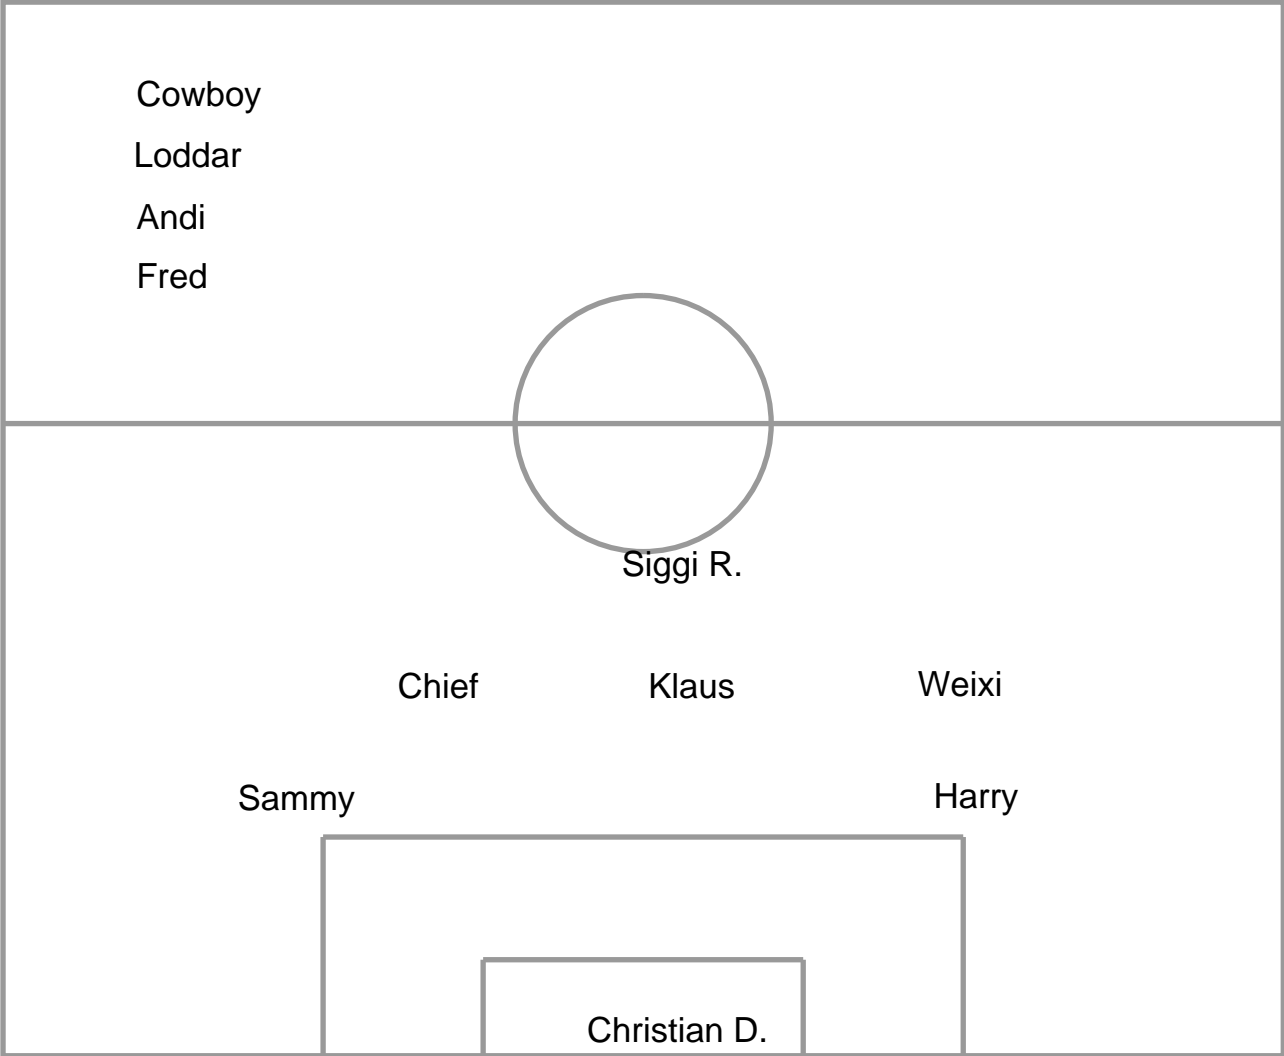 Cowboy
Loddar
Andi
Fred
Siggi R.
Chief Klaus Weixi
Sammy Harry
Christian D.